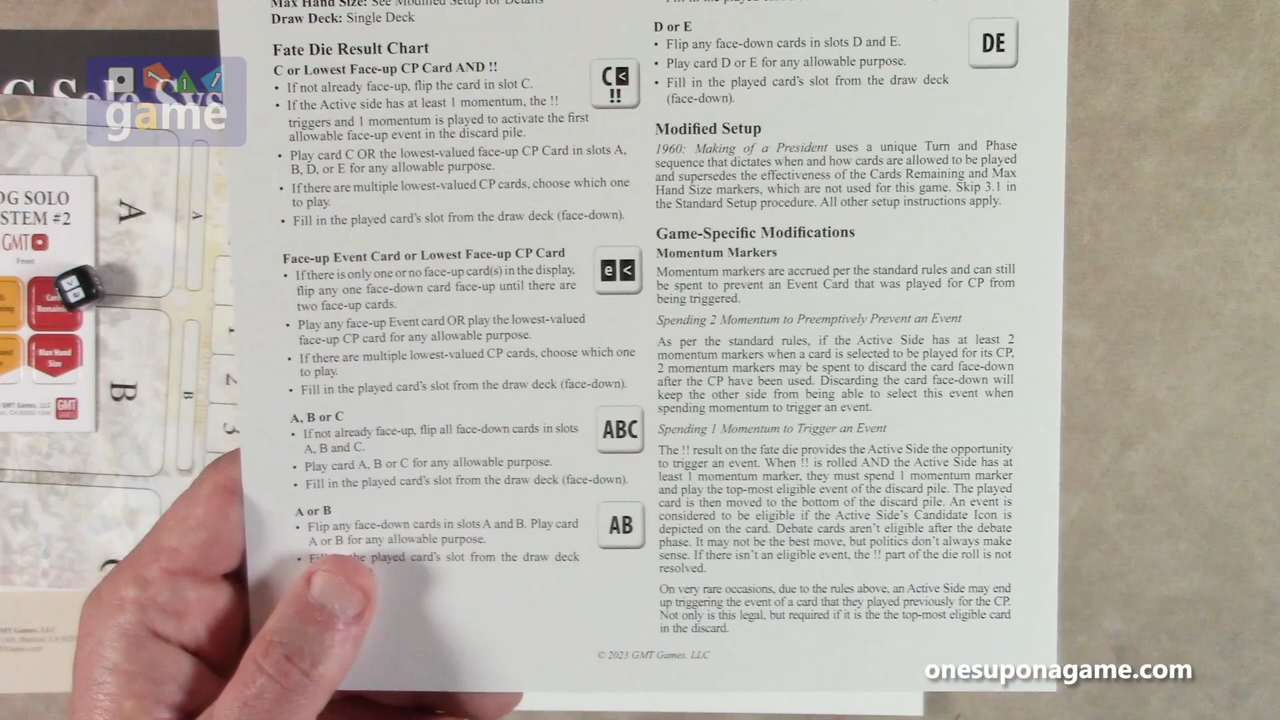 Max Hand Size: See Modified Setup for Details
Draw Deck: Single Deck
Fate Die Result Chart
C or Lowest Face-up CP Card AND !!
• If not already face-up, flip the card in slot C.
• If the Active side has at least 1 momentum, the !!
triggers and 1 momentum is played to activate the first
allowable face-up event in the discard pile.
• Play card C OR the lowest-valued face-up CP Card in slots A,
B, D, or E for any allowable purpose.
• If there are multiple lowest-valued CP cards, choose which one
to play.
• Fill in the played card's slot from the draw deck (face-down).
C<
!!
Face-up Event Card or Lowest Face-up CP Card
• If there is only one or no face-up card(s) in the display,
flip any one face-down card face-up until there are
two face-up cards.
• Play any face-up Event card OR play the lowest-valued
face-up CP card for any allowable purpose.
• If there are multiple lowest-valued CP cards, choose which one
to play.
• Fill in the played card's slot from the draw deck (face-down).
e <
A, B or C
• If not already face-up, flip all face-down cards in slots
A, B and C.
• Play card A, B or C for any allowable purpose.
• Fill in the played card's slot from the draw deck (face-down).
ABC
A or B
• Flip any face-down cards in slots A and B. Play card
A or B for any allowable purpose.
• Fill in the played card's slot from the draw deck
AB
D or E
• Flip any face-down cards in slots D and E.
• Play card D or E for any allowable purpose.
• Fill in the played card's slot from the draw deck
(face-down).
DE
Modified Setup
1960: Making of a President uses a unique Turn and Phase
sequence that dictates when and how cards are allowed to be played
and supersedes the effectiveness of the Cards Remaining and Max
Hand Size markers, which are not used for this game. Skip 3.1 in
the Standard Setup procedure. All other setup instructions apply.
Game-Specific Modifications
Momentum Markers
Momentum markers are accrued per the standard rules and can still
be spent to prevent an Event Card that was played for CP from
being triggered.
Spending 2 Momentum to Preemptively Prevent an Event
As per the standard rules, if the Active Side has at least 2
momentum markers when a card is selected to be played for its CP,
2 momentum markers may be spent to discard the card face-down
after the CP have been used. Discarding the card face-down will
keep the other side from being able to select this event when
spending momentum to trigger an event.
Spending 1 Momentum to Trigger an Event
The !! result on the fate die provides the Active Side the opportunity
to trigger an event. When !! is rolled AND the Active Side has at
least 1 momentum marker, they must spend 1 momentum marker
and play the top-most eligible event of the discard pile. The played
card is then moved to the bottom of the discard pile. An event is
considered to be eligible if the Active Side's Candidate Icon is
depicted on the card. Debate cards aren't eligible after the debate
phase. It may not be the best move, but politics don't always make
sense. If there isn't an eligible event, the !! part of the die roll is not
resolved.
On very rare occasions, due to the rules above, an Active Side may end
up triggering the event of a card that they played previously for the CP.
Not only is this legal, but required if it is the the top-most eligible card
in the discard.
© 2023 GMT Games, LLC
game
SOLO
#2
GMT
Front
Max Hand
Size
GMT
A
A
B
B
1
2
3
onesuponagame.com